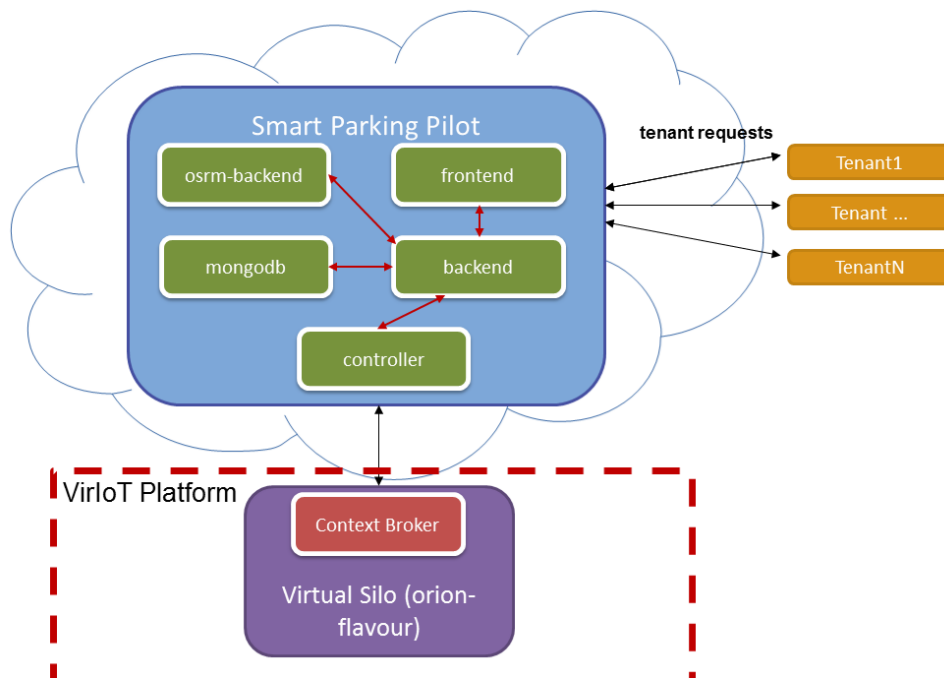 Smart Parking Pilot
tenant requests
osrm-backend
frontend
Tenant1
Tenant ...
mongodb
backend
TenantN
controller
VirIoT Platform
Context Broker
Virtual Silo (orion-
flavour)